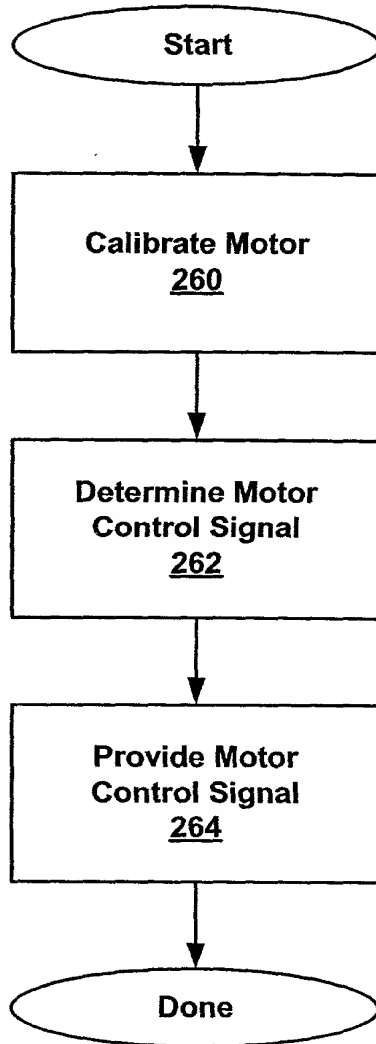 Start
Calibrate Motor
260
Determine Motor
Control Signal
262
Provide Motor
Control Signal
264
Done